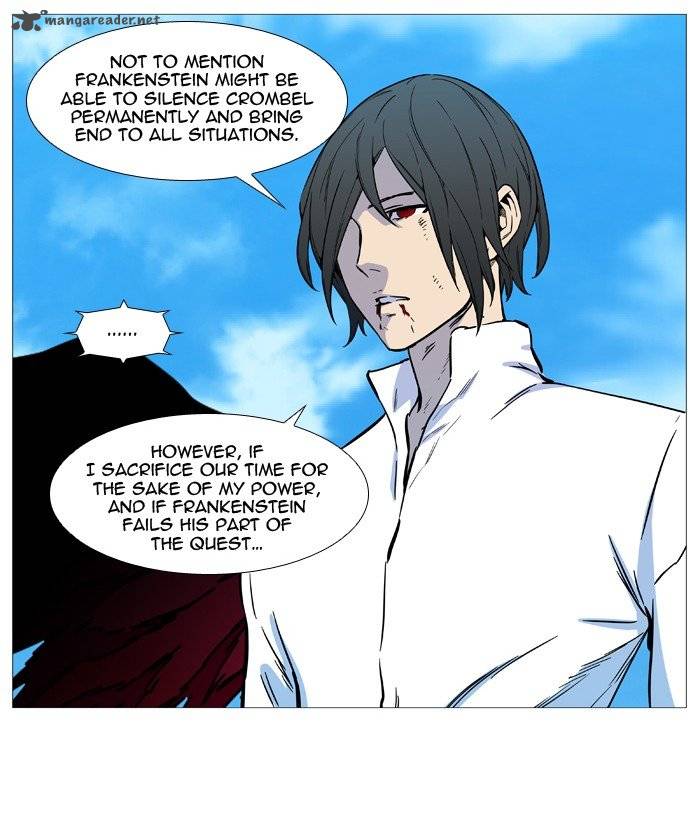 mangareader.net
NOT TO MENTION
FRANKENSTEIN MIGHT BE
ABLE TO SILENCE CROMBEL
PERMANENTLY AND BRING
END TO ALL SITUATIONS.
......
HOWEVER, IF
I SACRIFICE OUR TIME FOR
THE SAKE OF MY POWER,
AND IF FRANKENSTEIN
FAILS HIS PART OF
THE QUEST...